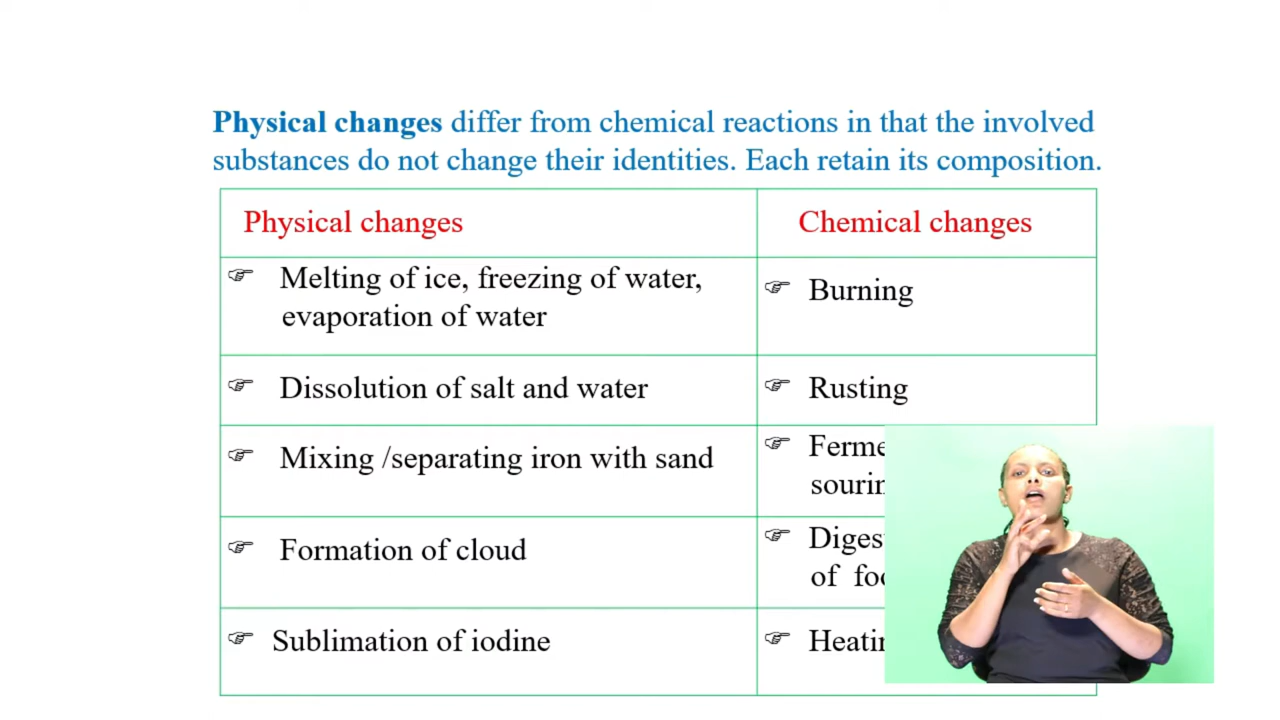 Physical changes differ from chemical reactions in that the involved
substances do not change their identities. Each retain its composition.
Physical changes
Chemical changes
Melting of ice, freezing of water,
evaporation of water
Burning
Dissolution of salt and water
Rusting
Mixing /separating iron with sand
Formation of cloud
of
Sublimation of iodine